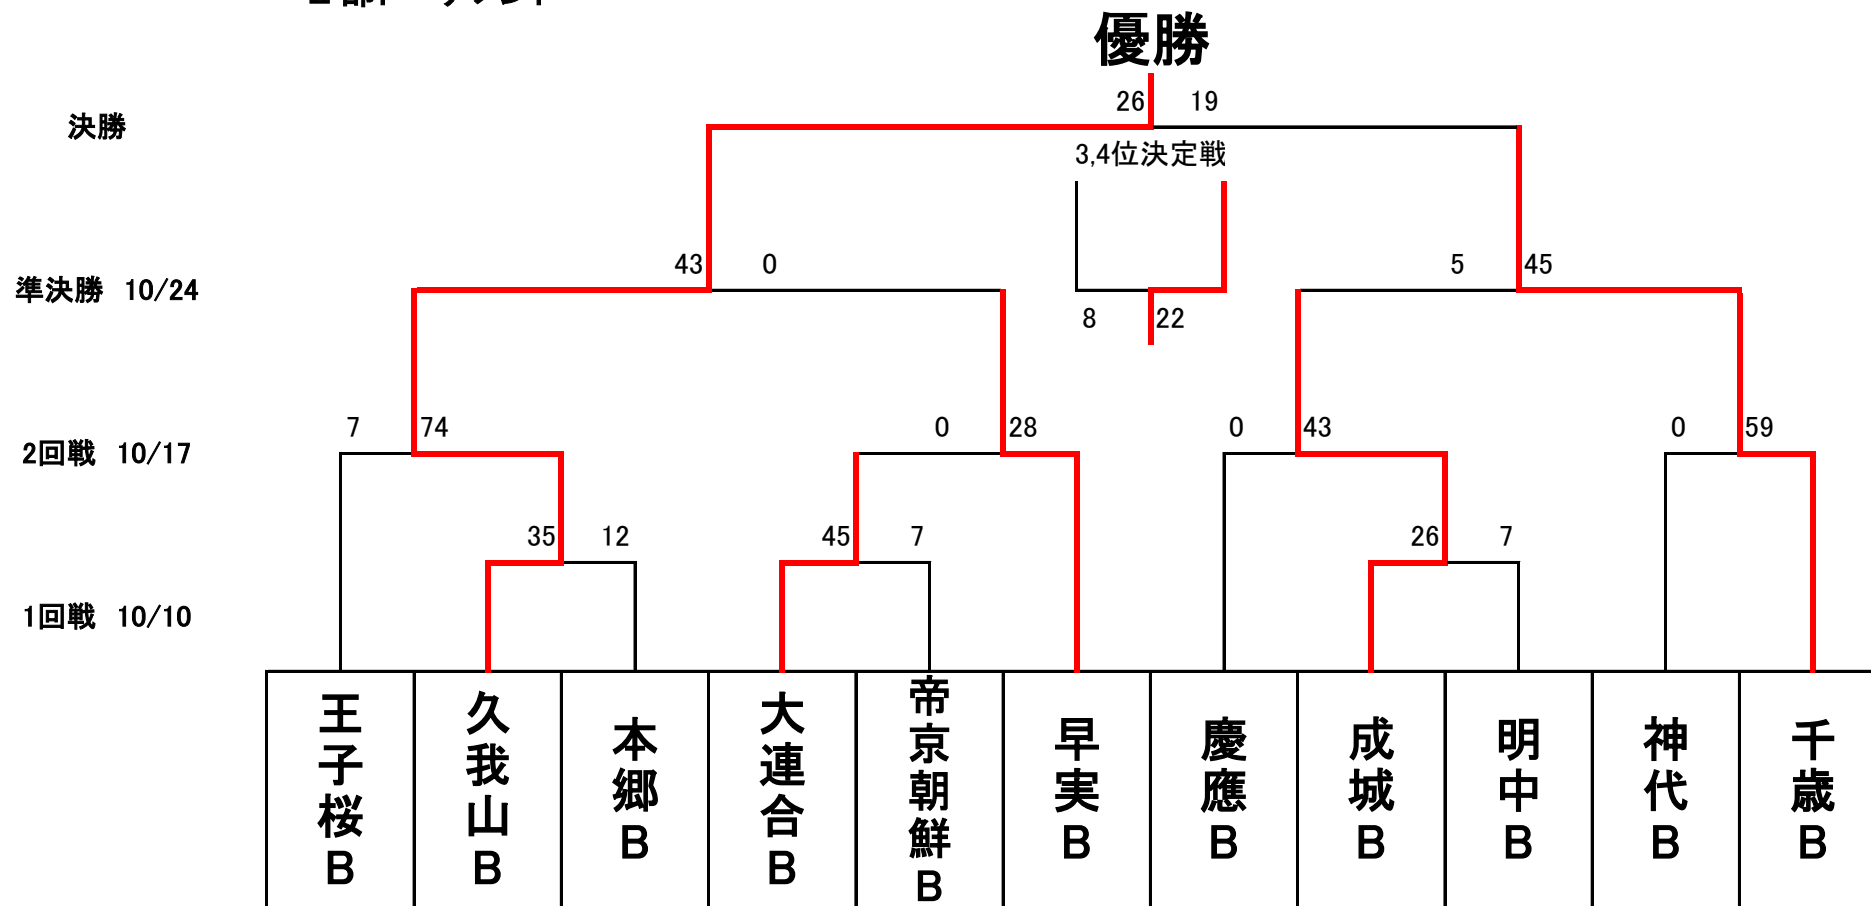 優勝
26 19
決勝
3,4位決定戦
43 0 5 45
準決勝 10/24
8 22
7 74 0 28 0 43 0 59
2回戦 10/17
35 12 45 7 26 7
1回戦 10/10
王子桜B
久我山B
本郷B
大連合B
帝京朝鮮B
早実B
慶應B
成城B
明中B
神代B
千歳B